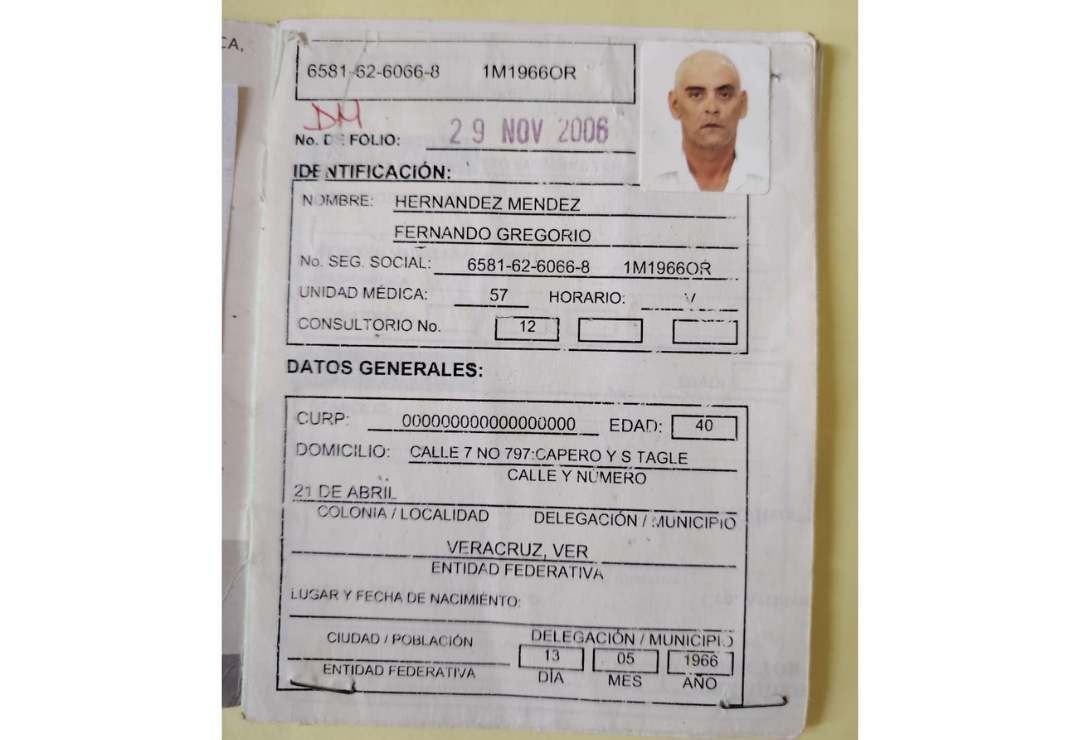 CA,
6581-62-6066-8 1M1966OR
DM
No. DE FOLIO: 29 NOV 2006
IDENTIFICACIÓN:
NOMBRE: HERNANDEZ MENDEZ
FERNANDO GREGORIO
No. SEG. SOCIAL: 6581-62-6066-8 1M1966OR
UNIDAD MÉDICA: 57 HORARIO: V
CONSULTORIO No. 12
DATOS GENERALES:
CURP: 000000000000000000 EDAD: 40
DOMICILIO: CALLE 7 NO 797:CAPERO Y S TAGLE
CALLE Y NÚMERO
21 DE ABRIL
COLONIA / LOCALIDAD DELEGACIÓN / MUNICIPIO
VERACRUZ, VER
ENTIDAD FEDERATIVA
LUGAR Y FECHA DE NACIMIENTO:
CIUDAD / POBLACIÓN DELEGACIÓN / MUNICIPIO
13 05 1966
ENTIDAD FEDERATIVA DÍA MES AÑO